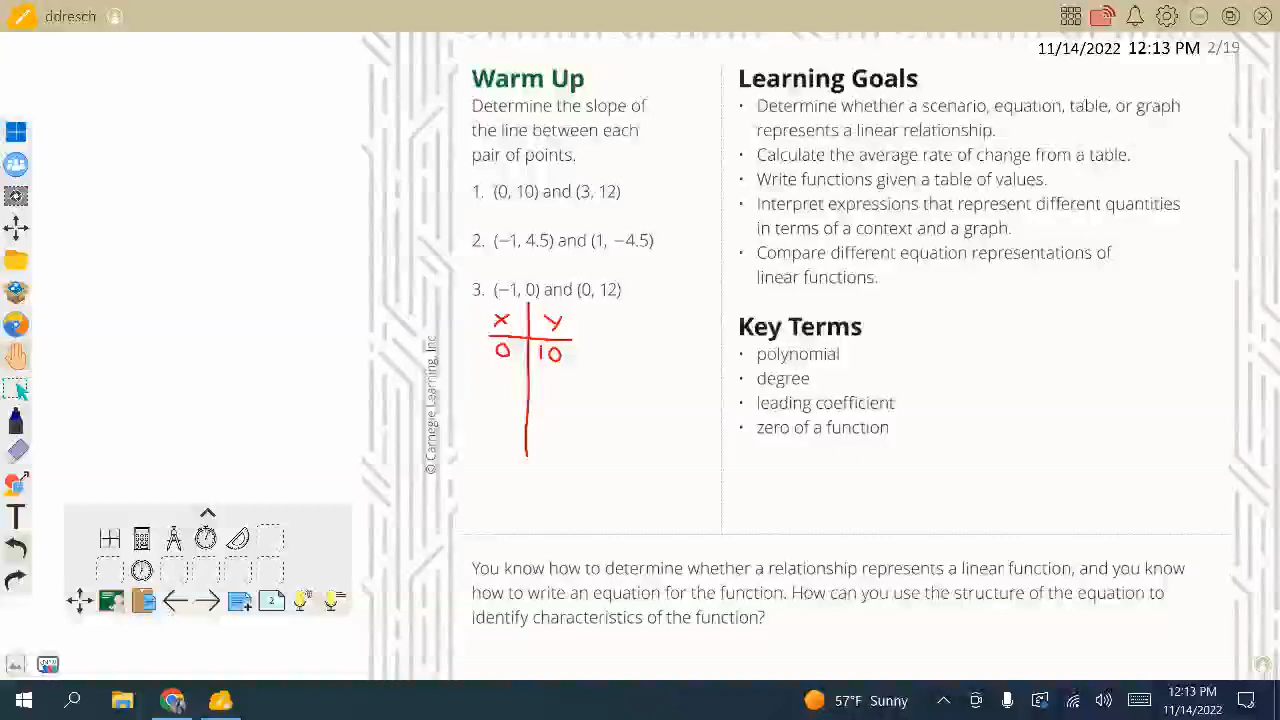 ddresch
11/14/2022 12:13 PM 2/19
Warm Up
Determine the slope of
the line between each
pair of points.
1. (0, 10) and (3, 12)
2. (−1, 4.5) and (1, −4.5)
3. (−1, 0) and (0, 12)
X Y
0 10
© Carnegie Learning, Inc
Learning Goals
• Determine whether a scenario, equation, table, or graph
represents a linear relationship.
• Calculate the average rate of change from a table.
• Write functions given a table of values.
• Interpret expressions that represent different quantities
in terms of a context and a graph.
• Compare different equation representations of
linear functions.
Key Terms
• polynomial
• degree
• leading coefficient
• zero of a function
You know how to determine whether a relationship represents a linear function, and you know
how to write an equation for the function. How can you use the structure of the equation to
identify characteristics of the function?
T
2
57°F Sunny
12:13 PM
11/14/2022